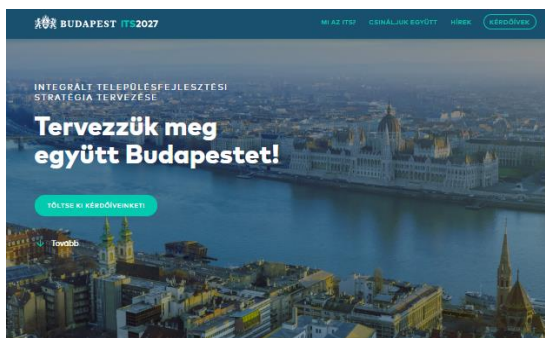 BUDAPEST ITS2027
MI AZ ITS?
CSINÁLJUK EGYÜTT
HÍREK
KÉRDŐÍVEK
INTEGRÁLT TELEPÜLÉSFEJLESZTÉSI
STRATÉGIA TERVEZÉSE
Tervezzük meg
együtt Budapestet!
TÖLTSE KI KÉRDŐÍVEINKET!
Tovább